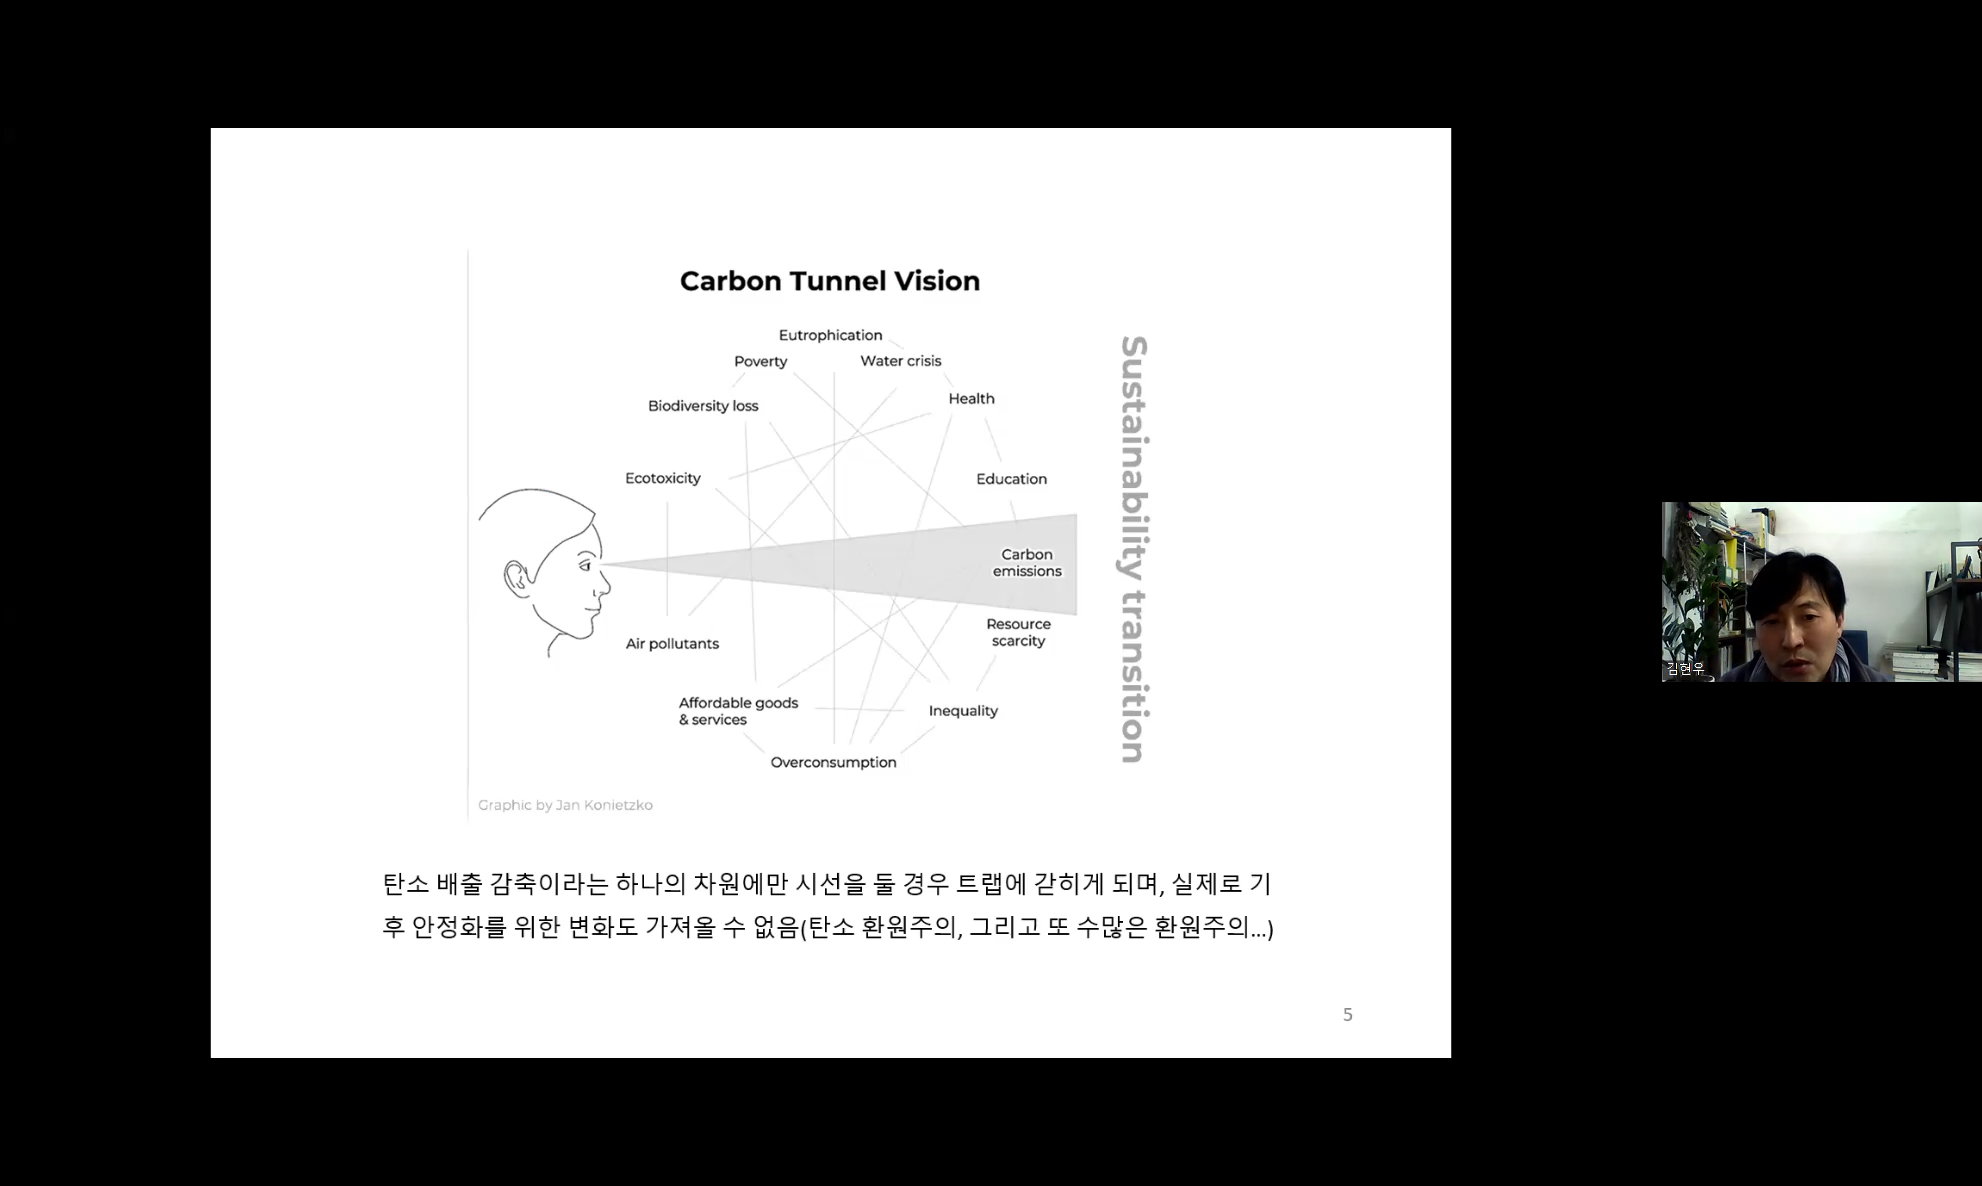 Carbon Tunnel Vision
Eutrophication
Poverty
Water crisis
Biodiversity loss
Health
Ecotoxicity
Education
Carbon
emissions
Resource
scarcity
Air pollutants
Affordable goods
& services
Inequality
Overconsumption
Sustainability transition
Graphic by Jan Konietzko
탄소 배출 감축이라는 하나의 차원에만 시선을 둘 경우 트랩에 갇히게 되며, 실제로 기
후 안정화를 위한 변화도 가져올 수 없음(탄소 환원주의, 그리고 또 수많은 환원주의...)
5
김현우